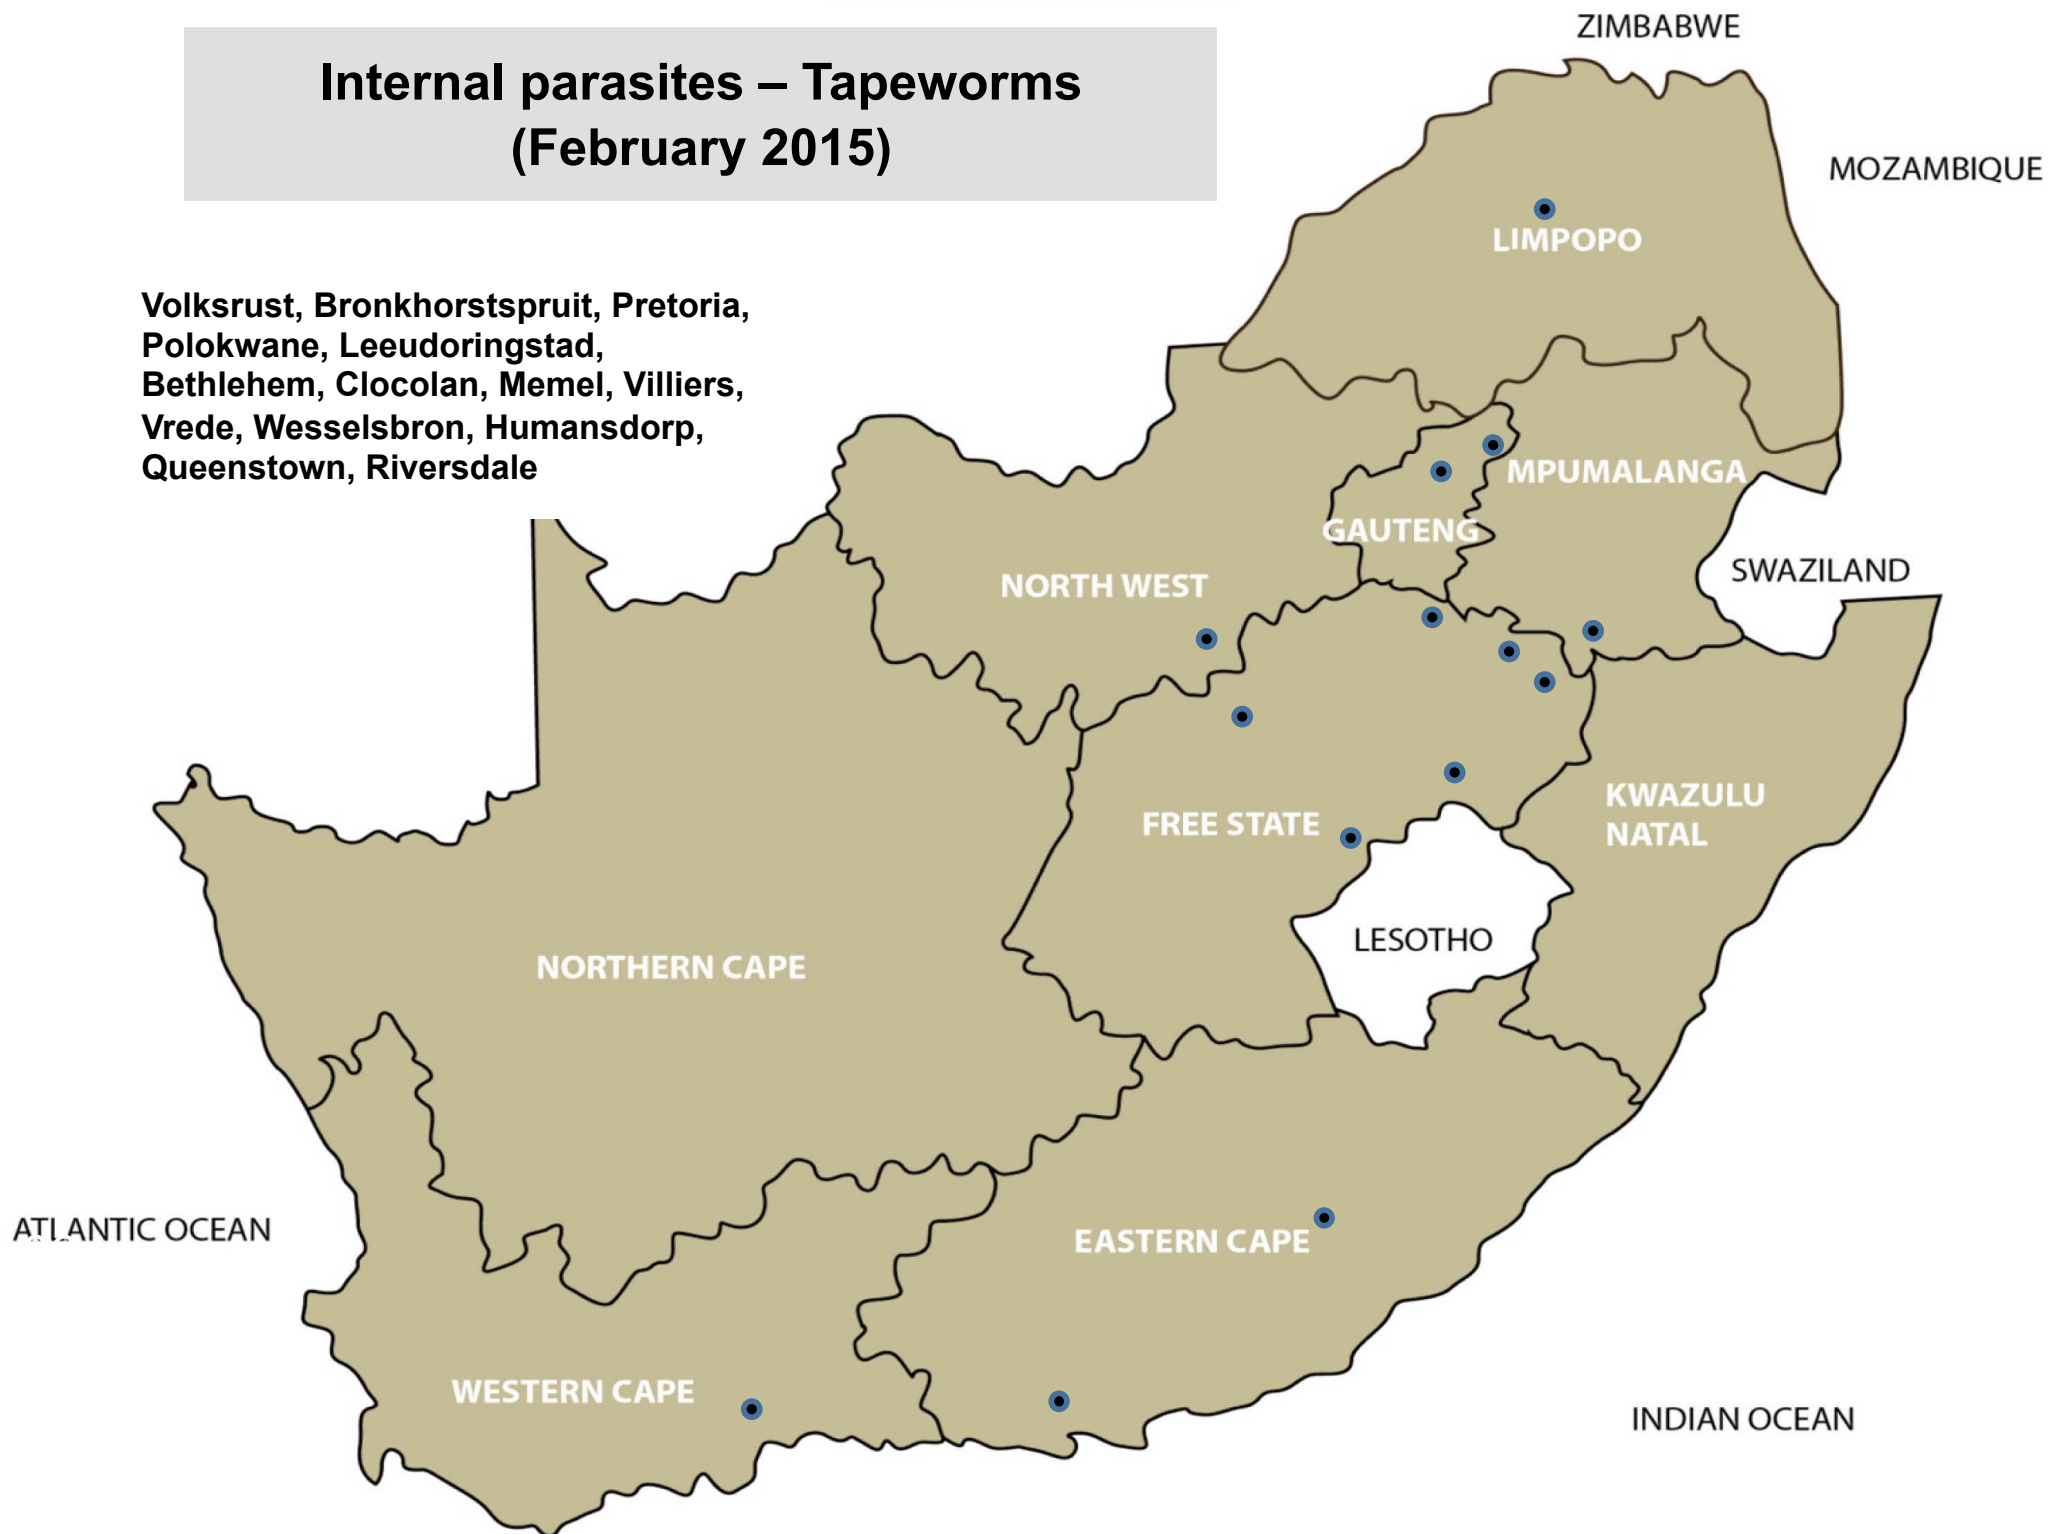 ZIMBABWE
Internal parasites – Tapeworms
(February 2015)
MOZAMBIQUE
LIMPOPO
Volksrust, Bronkhorstspruit, Pretoria,
Polokwane, Leeudoringstad,
Bethlehem, Clocolan, Memel, Villiers,
Vrede, Wesselsbron, Humansdorp,
Queenstown, Riversdale
MPUMALANGA
GAUTENG
SWAZILAND
NORTH WEST
KWAZULU
NATAL
FREE STATE
LESOTHO
NORTHERN CAPE
ATLANTIC OCEAN
EASTERN CAPE
WESTERN CAPE
INDIAN OCEAN